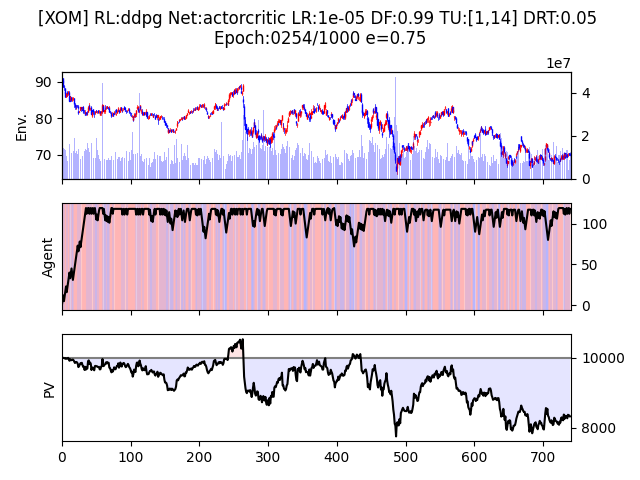 [XOM] RL:ddpg Net:actorcritic LR:1e-05 DF:0.99 TU:[1,14] DRT:0.05
Epoch:0254/1000 e=0.75
1e7
90
80
70
Env.
4
2
0
Agent
100
50
0
PV
10000
8000
0 100 200 300 400 500 600 700